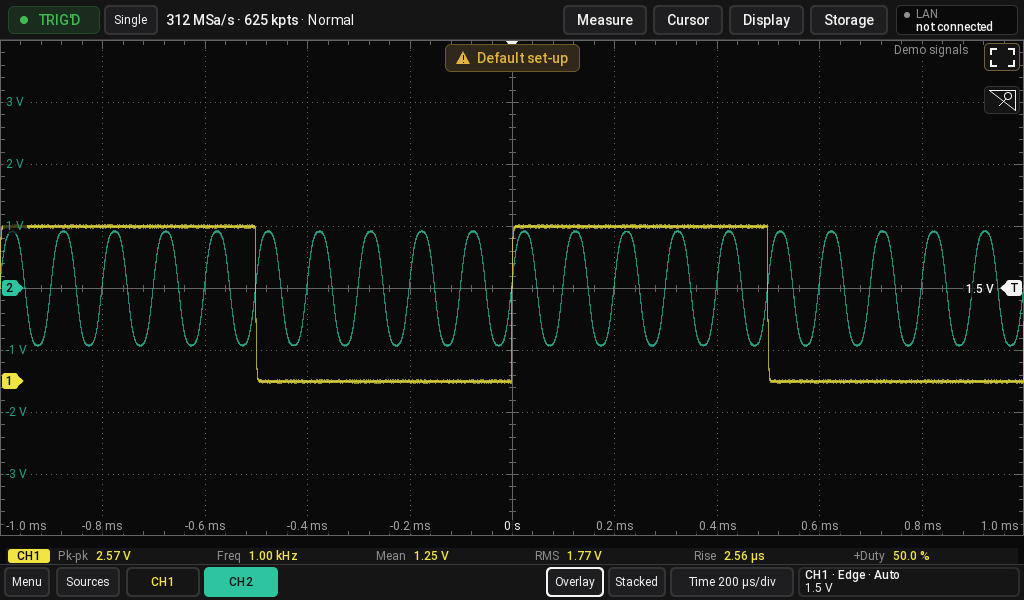 TRIG'D Single 312 MSa/s · 625 kpts · Normal Measure Cursor Display Storage LAN
not connected
Demo signals
Default set-up
3 V
2 V
1 V
2
1.5 V T
-1 V
1
-2 V
-3 V
-1.0 ms -0.8 ms -0.6 ms -0.4 ms -0.2 ms 0 s 0.2 ms 0.4 ms 0.6 ms 0.8 ms 1.0 ms
CH1 Pk-pk 2.57 V Freq 1.00 kHz Mean 1.25 V RMS 1.77 V Rise 2.56 µs +Duty 50.0 %
Menu Sources CH1 CH2 Overlay Stacked Time 200 µs/div CH1 · Edge · Auto
1.5 V